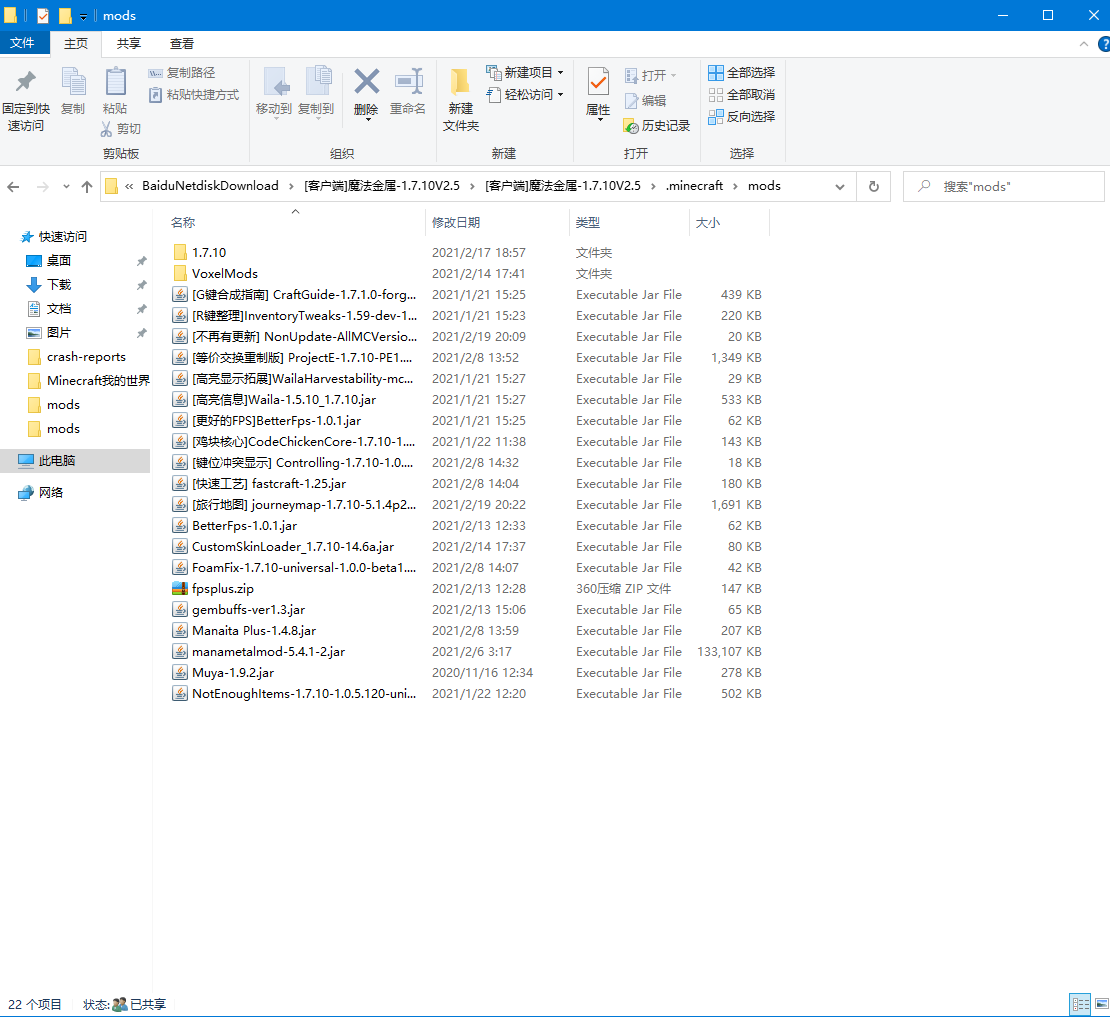 mods
文件 主页 共享 查看
固定到快速访问
复制
粘贴
复制路径
粘贴快捷方式
剪切
剪贴板
移动到 复制到 删除 重命名
组织
新建文件夹
新建项目
轻松访问
新建
属性
打开
编辑
历史记录
打开
全部选择
全部取消
反向选择
选择
« BaiduNetdiskDownload › [客户端]魔法金属-1.7.10V2.5 › [客户端]魔法金属-1.7.10V2.5 › .minecraft › mods
搜索"mods"
快速访问
桌面
下载
文档
图片
crash-reports
Minecraft我的世界
mods
mods
此电脑
网络
名称 修改日期 类型 大小
1.7.10 2021/2/17 18:57 文件夹
VoxelMods 2021/2/14 17:41 文件夹
[G键合成指南] CraftGuide-1.7.1.0-forg... 2021/1/21 15:25 Executable Jar File 439 KB
[R键整理]InventoryTweaks-1.59-dev-1... 2021/1/21 15:23 Executable Jar File 220 KB
[不再有更新] NonUpdate-AllMCVersio... 2021/2/19 20:09 Executable Jar File 20 KB
[等价交换重制版] ProjectE-1.7.10-PE1.... 2021/2/8 13:52 Executable Jar File 1,349 KB
[高亮显示拓展]WailaHarvestability-mc... 2021/1/21 15:27 Executable Jar File 29 KB
[高亮信息]Waila-1.5.10_1.7.10.jar 2021/1/21 15:27 Executable Jar File 533 KB
[更好的FPS]BetterFps-1.0.1.jar 2021/1/21 15:25 Executable Jar File 62 KB
[鸡块核心]CodeChickenCore-1.7.10-1.... 2021/1/22 11:38 Executable Jar File 143 KB
[键位冲突显示] Controlling-1.7.10-1.0.... 2021/2/8 14:32 Executable Jar File 18 KB
[快速工艺] fastcraft-1.25.jar 2021/2/8 14:04 Executable Jar File 180 KB
[旅行地图] journeymap-1.7.10-5.1.4p2... 2021/2/19 20:22 Executable Jar File 1,691 KB
BetterFps-1.0.1.jar 2021/2/13 12:33 Executable Jar File 62 KB
CustomSkinLoader_1.7.10-14.6a.jar 2021/2/14 17:37 Executable Jar File 80 KB
FoamFix-1.7.10-universal-1.0.0-beta1.... 2021/2/8 14:07 Executable Jar File 42 KB
fpsplus.zip 2021/2/13 12:28 360压缩 ZIP 文件 147 KB
gembuffs-ver1.3.jar 2021/2/13 15:06 Executable Jar File 65 KB
Manaita Plus-1.4.8.jar 2021/2/8 13:59 Executable Jar File 207 KB
manametalmod-5.4.1-2.jar 2021/2/6 3:17 Executable Jar File 133,107 KB
Muya-1.9.2.jar 2020/11/16 12:34 Executable Jar File 278 KB
NotEnoughItems-1.7.10-1.0.5.120-uni... 2021/1/22 12:20 Executable Jar File 502 KB
22 个项目 状态: 已共享